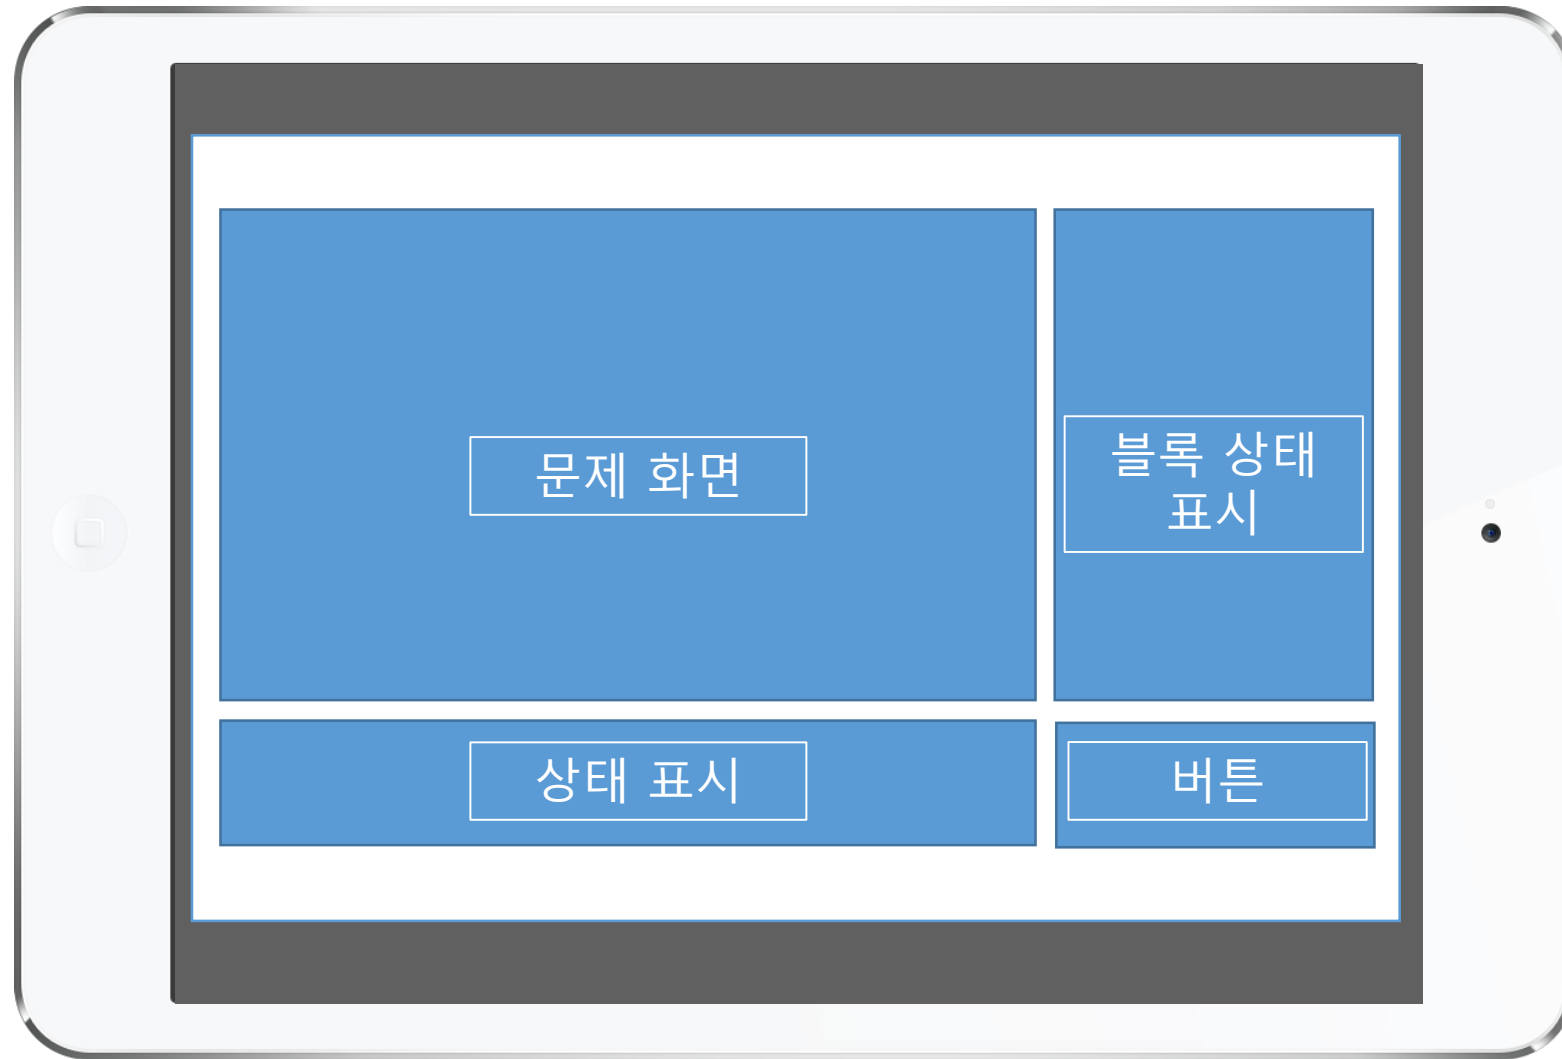 문제 화면
블록 상태
표시
상태 표시
버튼